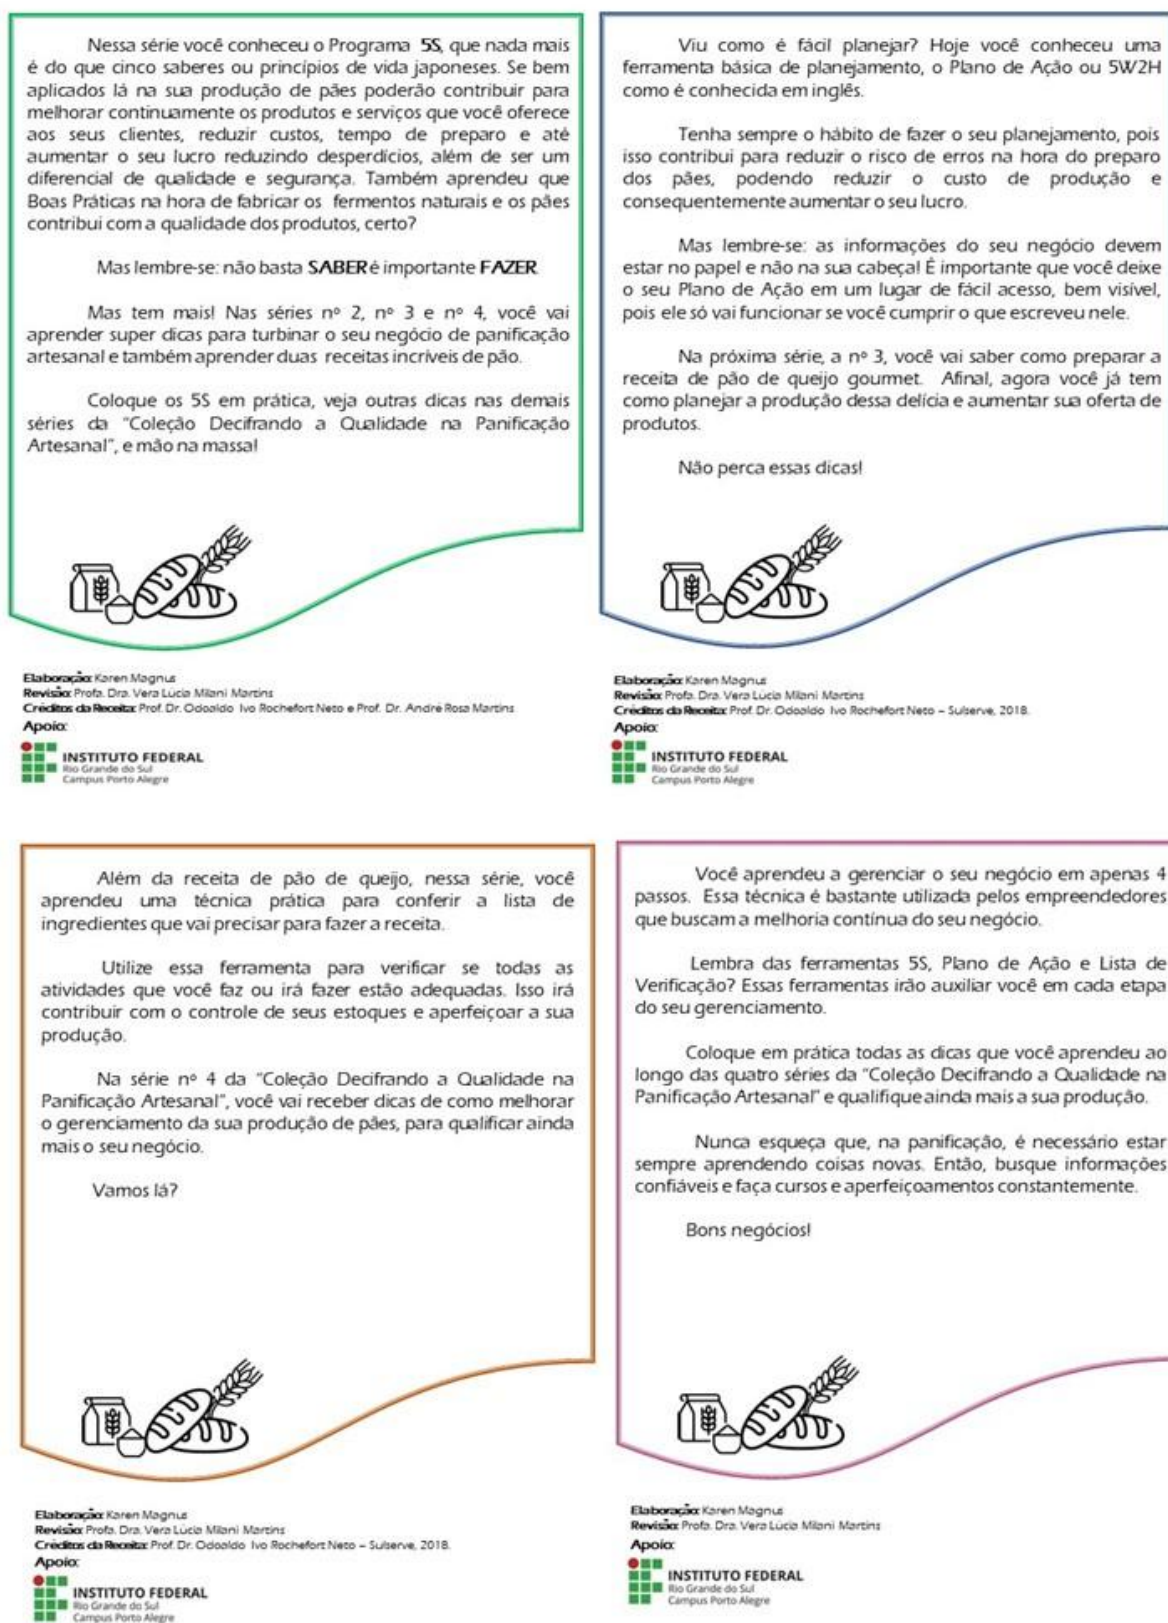 Nessa série você conheceu o Programa 5S, que nada mais
é do que cinco saberes ou princípios de vida japoneses. Se bem
aplicados lá na sua produção de pães poderão contribuir para
melhorar continuamente os produtos e serviços que você oferece
aos seus clientes, reduzir custos, tempo de preparo e até
aumentar o seu lucro reduzindo desperdícios, além de ser um
diferencial de qualidade e segurança. Também aprendeu que
Boas Práticas na hora de fabricar os fermentos naturais e os pães
contribui com a qualidade dos produtos, certo?
Mas lembre-se: não basta SABER é importante FAZER.
Mas tem mais! Nas séries nº 2, nº 3 e nº 4, você vai
aprender super dicas para turbinar o seu negócio de panificação
artesanal e também aprender duas receitas incríveis de pão.
Coloque os 5S em prática, veja outras dicas nas demais
séries da "Coleção Decifrando a Qualidade na Panificação
Artesanal", e mão na massa!
Elaboração: Karen Magnus
Revisão: Profa. Dra. Vera Lúcia Milani Martins
Créditos da Receita: Prof. Dr. Odoaldo Ivo Rochefort Neto e Prof. Dr. André Rosa Martins
Apoio:
INSTITUTO FEDERAL
Rio Grande do Sul
Campus Porto Alegre
Viu como é fácil planejar? Hoje você conheceu uma
ferramenta básica de planejamento, o Plano de Ação ou 5W2H
como é conhecida em inglês.
Tenha sempre o hábito de fazer o seu planejamento, pois
isso contribui para reduzir o risco de erros na hora do preparo
dos pães, podendo reduzir o custo de produção e
consequentemente aumentar o seu lucro.
Mas lembre-se: as informações do seu negócio devem
estar no papel e não na sua cabeça! É importante que você deixe
o seu Plano de Ação em um lugar de fácil acesso, bem visível,
pois ele só vai funcionar se você cumprir o que escreveu nele.
Na próxima série, a nº 3, você vai saber como preparar a
receita de pão de queijo gourmet. Afinal, agora você já tem
como planejar a produção dessa delícia e aumentar sua oferta de
produtos.
Não perca essas dicas!
Elaboração: Karen Magnus
Revisão: Profa. Dra. Vera Lúcia Milani Martins
Créditos da Receita: Prof. Dr. Odoaldo Ivo Rochefort Neto – Sulserve, 2018.
Apoio:
INSTITUTO FEDERAL
Rio Grande do Sul
Campus Porto Alegre
Além da receita de pão de queijo, nessa série, você
aprendeu uma técnica prática para conferir a lista de
ingredientes que vai precisar para fazer a receita.
Utilize essa ferramenta para verificar se todas as
atividades que você faz ou irá fazer estão adequadas. Isso irá
contribuir com o controle de seus estoques e aperfeiçoar a sua
produção.
Na série nº 4 da "Coleção Decifrando a Qualidade na
Panificação Artesanal", você vai receber dicas de como melhorar
o gerenciamento da sua produção de pães, para qualificar ainda
mais o seu negócio.
Vamos lá?
Elaboração: Karen Magnus
Revisão: Profa. Dra. Vera Lúcia Milani Martins
Créditos da Receita: Prof. Dr. Odoaldo Ivo Rochefort Neto – Sulserve, 2018.
Apoio:
INSTITUTO FEDERAL
Rio Grande do Sul
Campus Porto Alegre
Você aprendeu a gerenciar o seu negócio em apenas 4
passos. Essa técnica é bastante utilizada pelos empreendedores
que buscam a melhoria contínua do seu negócio.
Lembra das ferramentas 5S, Plano de Ação e Lista de
Verificação? Essas ferramentas irão auxiliar você em cada etapa
do seu gerenciamento.
Coloque em prática todas as dicas que você aprendeu ao
longo das quatro séries da "Coleção Decifrando a Qualidade na
Panificação Artesanal" e qualifique ainda mais a sua produção.
Nunca esqueça que, na panificação, é necessário estar
sempre aprendendo coisas novas. Então, busque informações
confiáveis e faça cursos e aperfeiçoamentos constantemente.
Bons negócios!
Elaboração: Karen Magnus
Revisão: Profa. Dra. Vera Lúcia Milani Martins
Apoio:
INSTITUTO FEDERAL
Rio Grande do Sul
Campus Porto Alegre